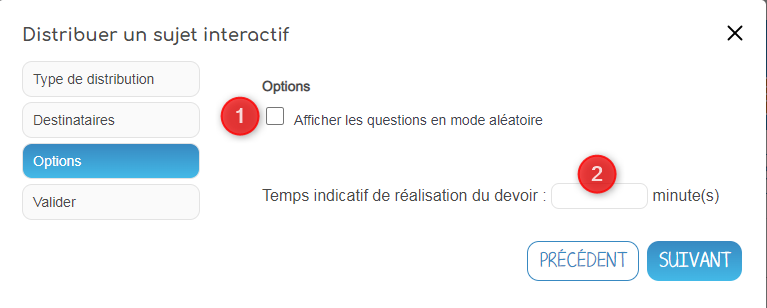 Distribuer un sujet interactif
Type de distribution
Destinataires
Options
Valider
Options
1
Afficher les questions en mode aléatoire
2
Temps indicatif de réalisation du devoir : minute(s)
PRÉCÉDENT
SUIVANT